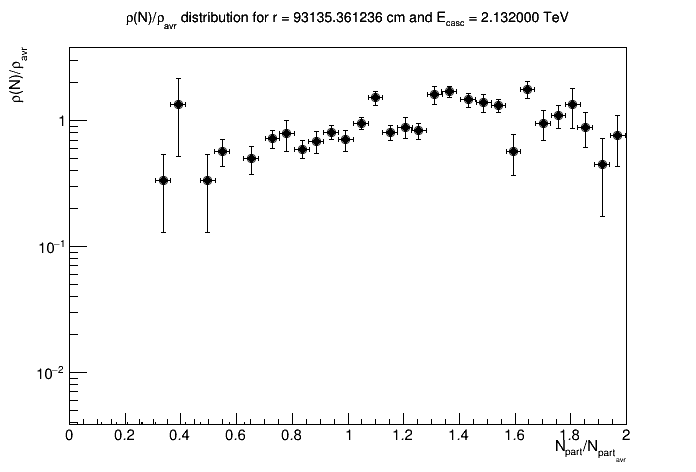 ρ(N)/ρavr distribution for r = 93135.361236 cm and Ecasc = 2.132000 TeV
ρ(N)/ρavr
1
10−1
10−2
0 0.2 0.4 0.6 0.8 1 1.2 1.4 1.6 1.8 2
Npart/Npartavr